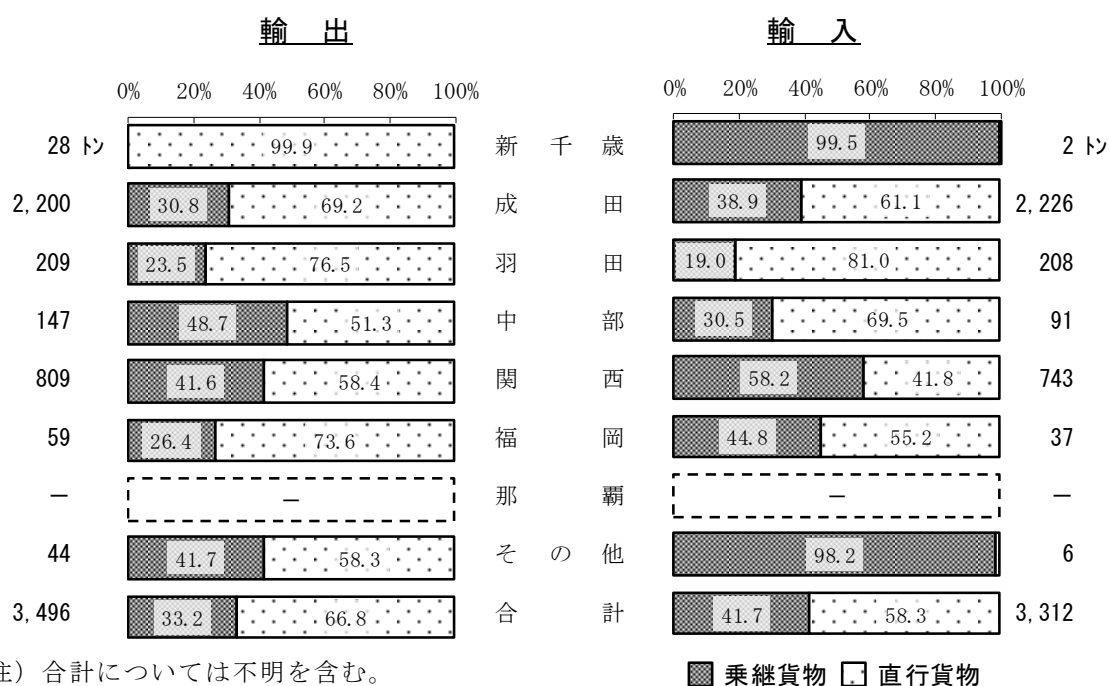 輸 出 輸 入
0% 20% 40% 60% 80% 100% 0% 20% 40% 60% 80% 100%
28 トン 99.9 新千歳 99.5 2 トン
2,200 30.8 69.2 成田 38.9 61.1 2,226
209 23.5 76.5 羽田 19.0 81.0 208
147 48.7 51.3 中部 30.5 69.5 91
809 41.6 58.4 関西 58.2 41.8 743
59 26.4 73.6 福岡 44.8 55.2 37
— — 那覇 — —
44 41.7 58.3 その他 98.2 6
3,496 33.2 66.8 合計 41.7 58.3 3,312
注) 合計については不明を含む。 乗継貨物 直行貨物